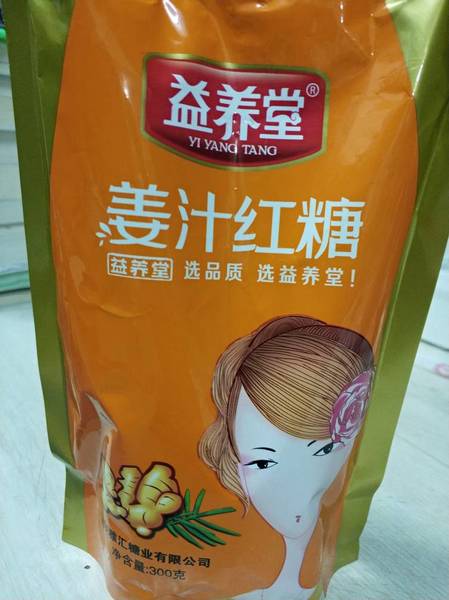 益养堂®
YI YANG TANG
姜汁红糖
益养堂 选品质 选益养堂!
汇糖业有限公司
净含量:300克